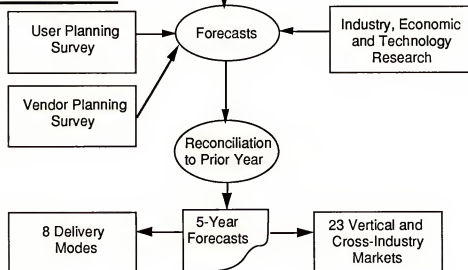 User Planning
Survey
Forecasts
Industry, Economic
and Technology
Research
Vendor Planning
Survey
Reconciliation
to Prior Year
8 Delivery
Modes
5-Year
Forecasts
23 Vertical and
Cross-Industry
Markets